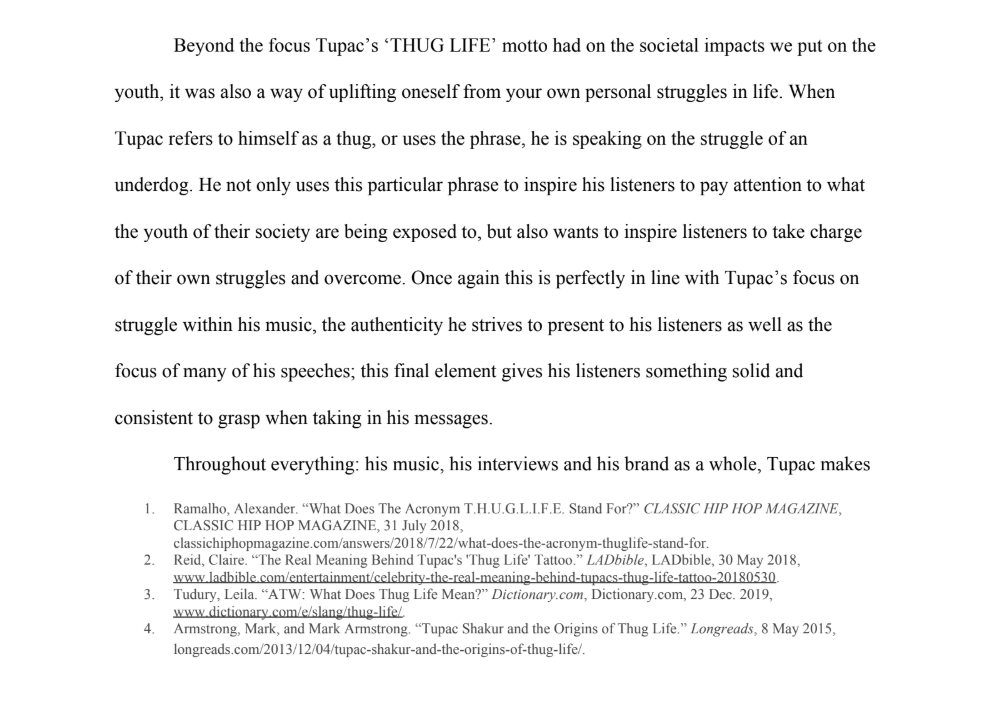 Beyond the focus Tupac’s ‘THUG LIFE’ motto had on the societal impacts we put on the
youth, it was also a way of uplifting oneself from your own personal struggles in life. When
Tupac refers to himself as a thug, or uses the phrase, he is speaking on the struggle of an
underdog. He not only uses this particular phrase to inspire his listeners to pay attention to what
the youth of their society are being exposed to, but also wants to inspire listeners to take charge
of their own struggles and overcome. Once again this is perfectly in line with Tupac’s focus on
struggle within his music, the authenticity he strives to present to his listeners as well as the
focus of many of his speeches; this final element gives his listeners something solid and
consistent to grasp when taking in his messages.
Throughout everything: his music, his interviews and his brand as a whole, Tupac makes
1. Ramalho, Alexander. “What Does The Acronym T.H.U.G.L.I.F.E. Stand For?” CLASSIC HIP HOP MAGAZINE,
CLASSIC HIP HOP MAGAZINE, 31 July 2018,
classichiphopmagazine.com/answers/2018/7/22/what-does-the-acronym-thuglife-stand-for.
2. Reid, Claire. “The Real Meaning Behind Tupac's 'Thug Life' Tattoo.” LADbible, LADbible, 30 May 2018,
www.ladbible.com/entertainment/celebrity-the-real-meaning-behind-tupacs-thug-life-tattoo-20180530.
3. Tudury, Leila. “ATW: What Does Thug Life Mean?” Dictionary.com, Dictionary.com, 23 Dec. 2019,
www.dictionary.com/e/slang/thug-life/.
4. Armstrong, Mark, and Mark Armstrong. “Tupac Shakur and the Origins of Thug Life.” Longreads, 8 May 2015,
longreads.com/2013/12/04/tupac-shakur-and-the-origins-of-thug-life/.